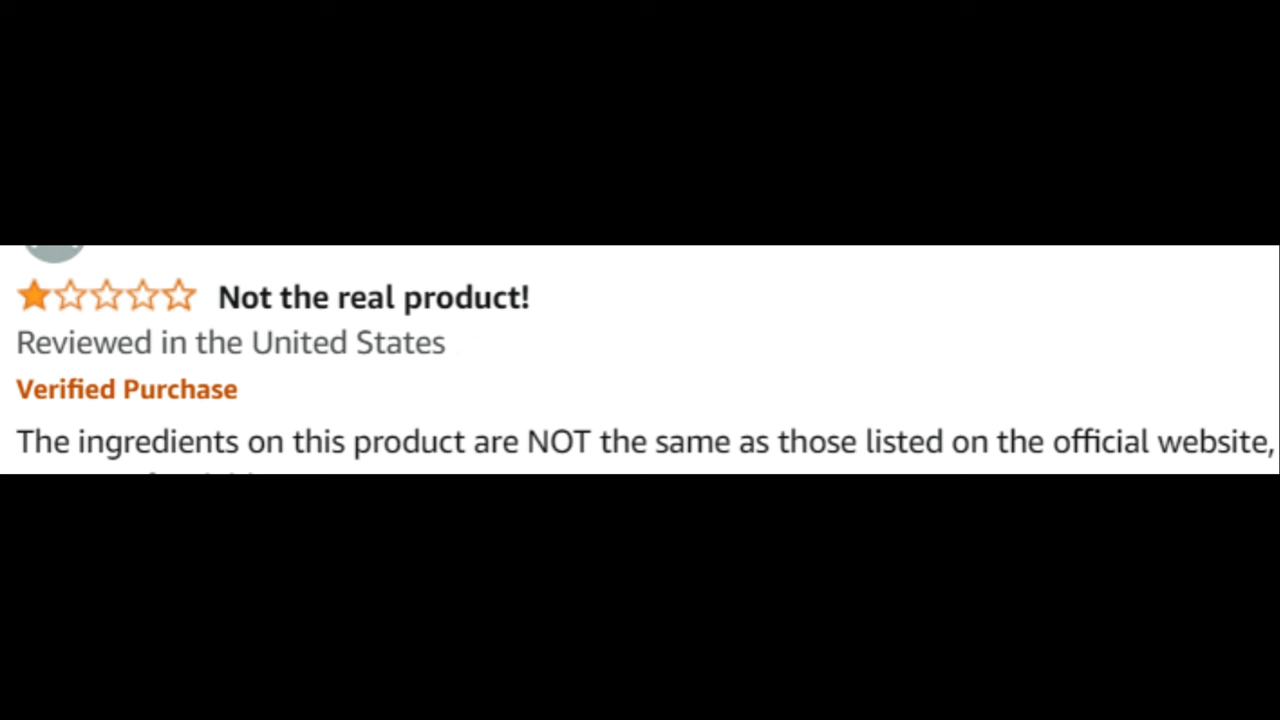 Not the real product!
Reviewed in the United States
Verified Purchase
The ingredients on this product are NOT the same as those listed on the official website,